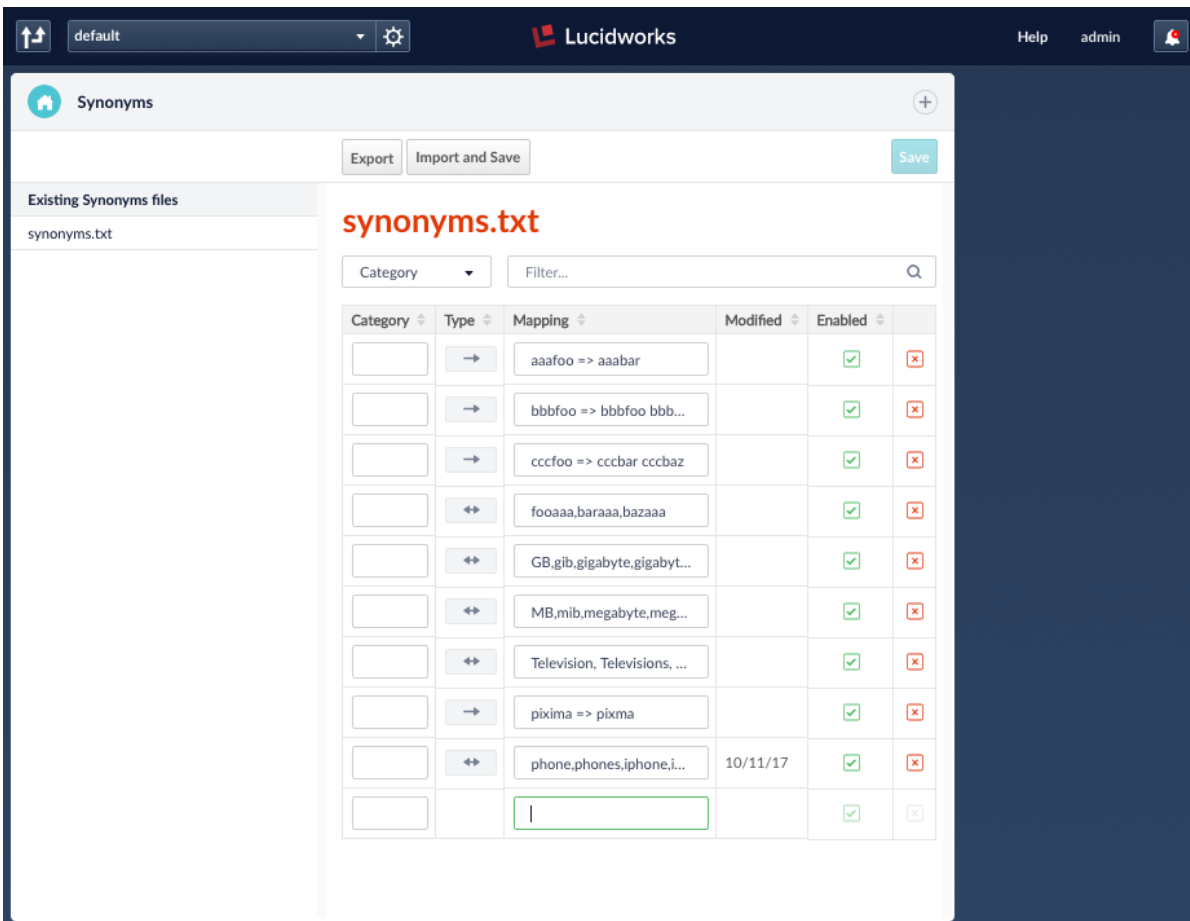 default
Lucidworks
Help admin
Synonyms
Export Import and Save Save
Existing Synonyms files
synonyms.txt
synonyms.txt
Category Filter...
Category Type Mapping Modified Enabled
aaafoo => aaabar
bbbfoo => bbbfoo bbb...
cccfoo => cccbar cccbaz
fooaaa,baraaa,bazaaa
GB,gib,gigabyte,gigabyt...
MB,mib,megabyte,meg...
Television, Televisions, ...
pixima => pixma
phone,phones,iphone,i... 10/11/17